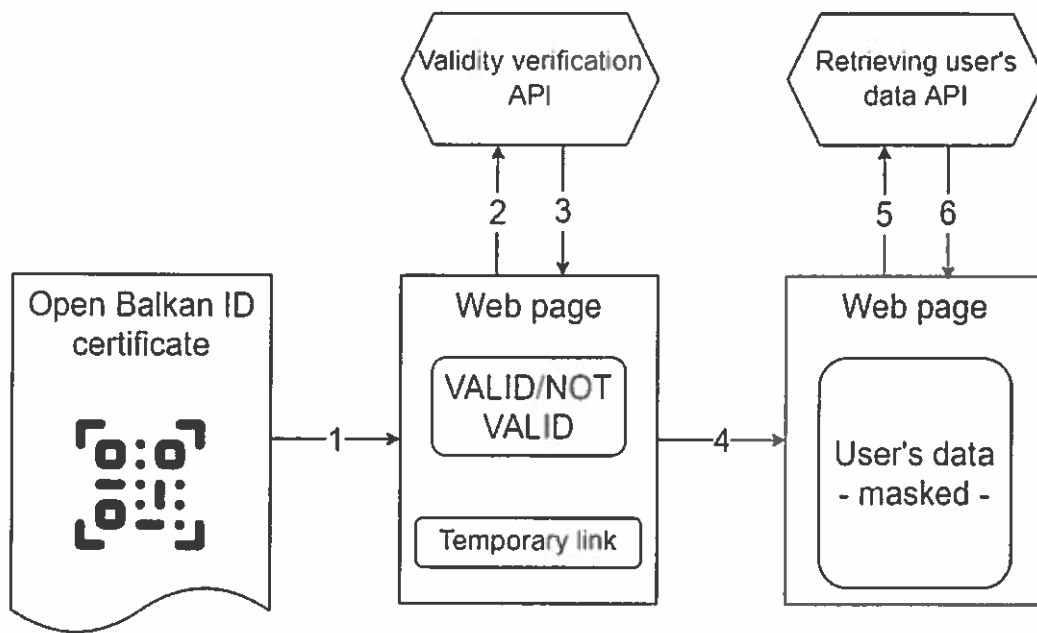 Validity verification
API
Retrieving user's
data API
2
3
5
6
Open Balkan ID
certificate
Web page
VALID/NOT
VALID
Temporary link
Web page
User's data
- masked -
1
4